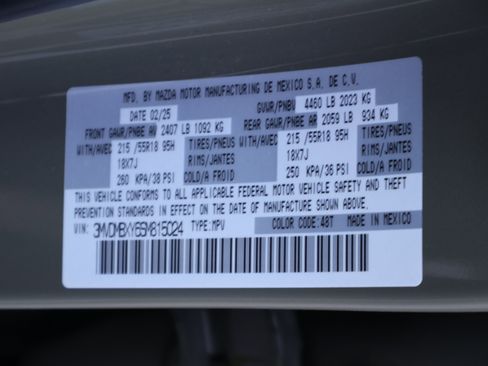 MFD. BY MAZDA MOTOR MANUFACTURING DE MEXICO S.A. DE C.V.
DATE 02/25 GVWR/PNBV 4460 LB 2023 KG
FRONT GAWR/PNBE AV 2407 LB 1092 KG REAR GAWR/PNBE AR 2059 LB 934 KG
WITH/AVEC 215 /55R18 95H TIRES/PNEUS WITH/AVEC 215 /55R18 95H TIRES/PNEUS
18X7J RIMS/JANTES 18X7J RIMS/JANTES
260 KPA/38 PSI COLD/A FROID 250 KPA/36 PSI COLD/A FROID
THIS VEHICLE CONFORMS TO ALL APPLICABLE FEDERAL MOTOR VEHICLE SAFETY AND THEFT
PREVENTION STANDARDS IN EFFECT ON THE DATE OF MANUFACTURE SHOWN ABOVE.
VIN: 3MVDMBXY6SM815024 TYPE:MPV COLOR CODE:48T MADE IN MEXICO